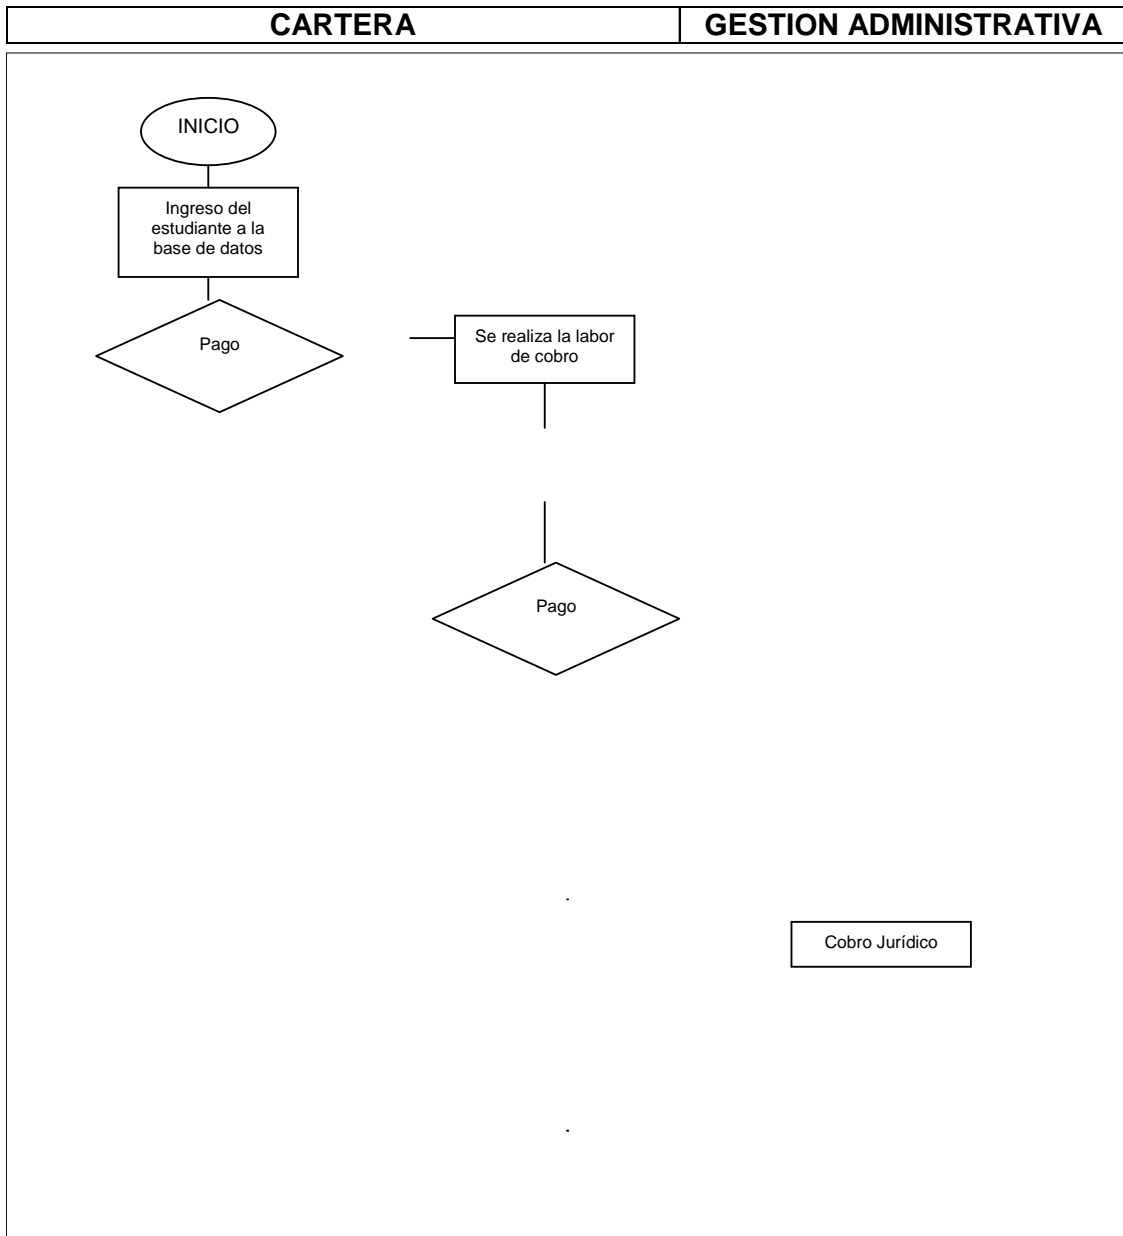 CARTERA
GESTION ADMINISTRATIVA
INICIO
Ingreso del
estudiante a la
base de datos
Pago
Se realiza la labor
de cobro
Pago
Cobro Jurídico